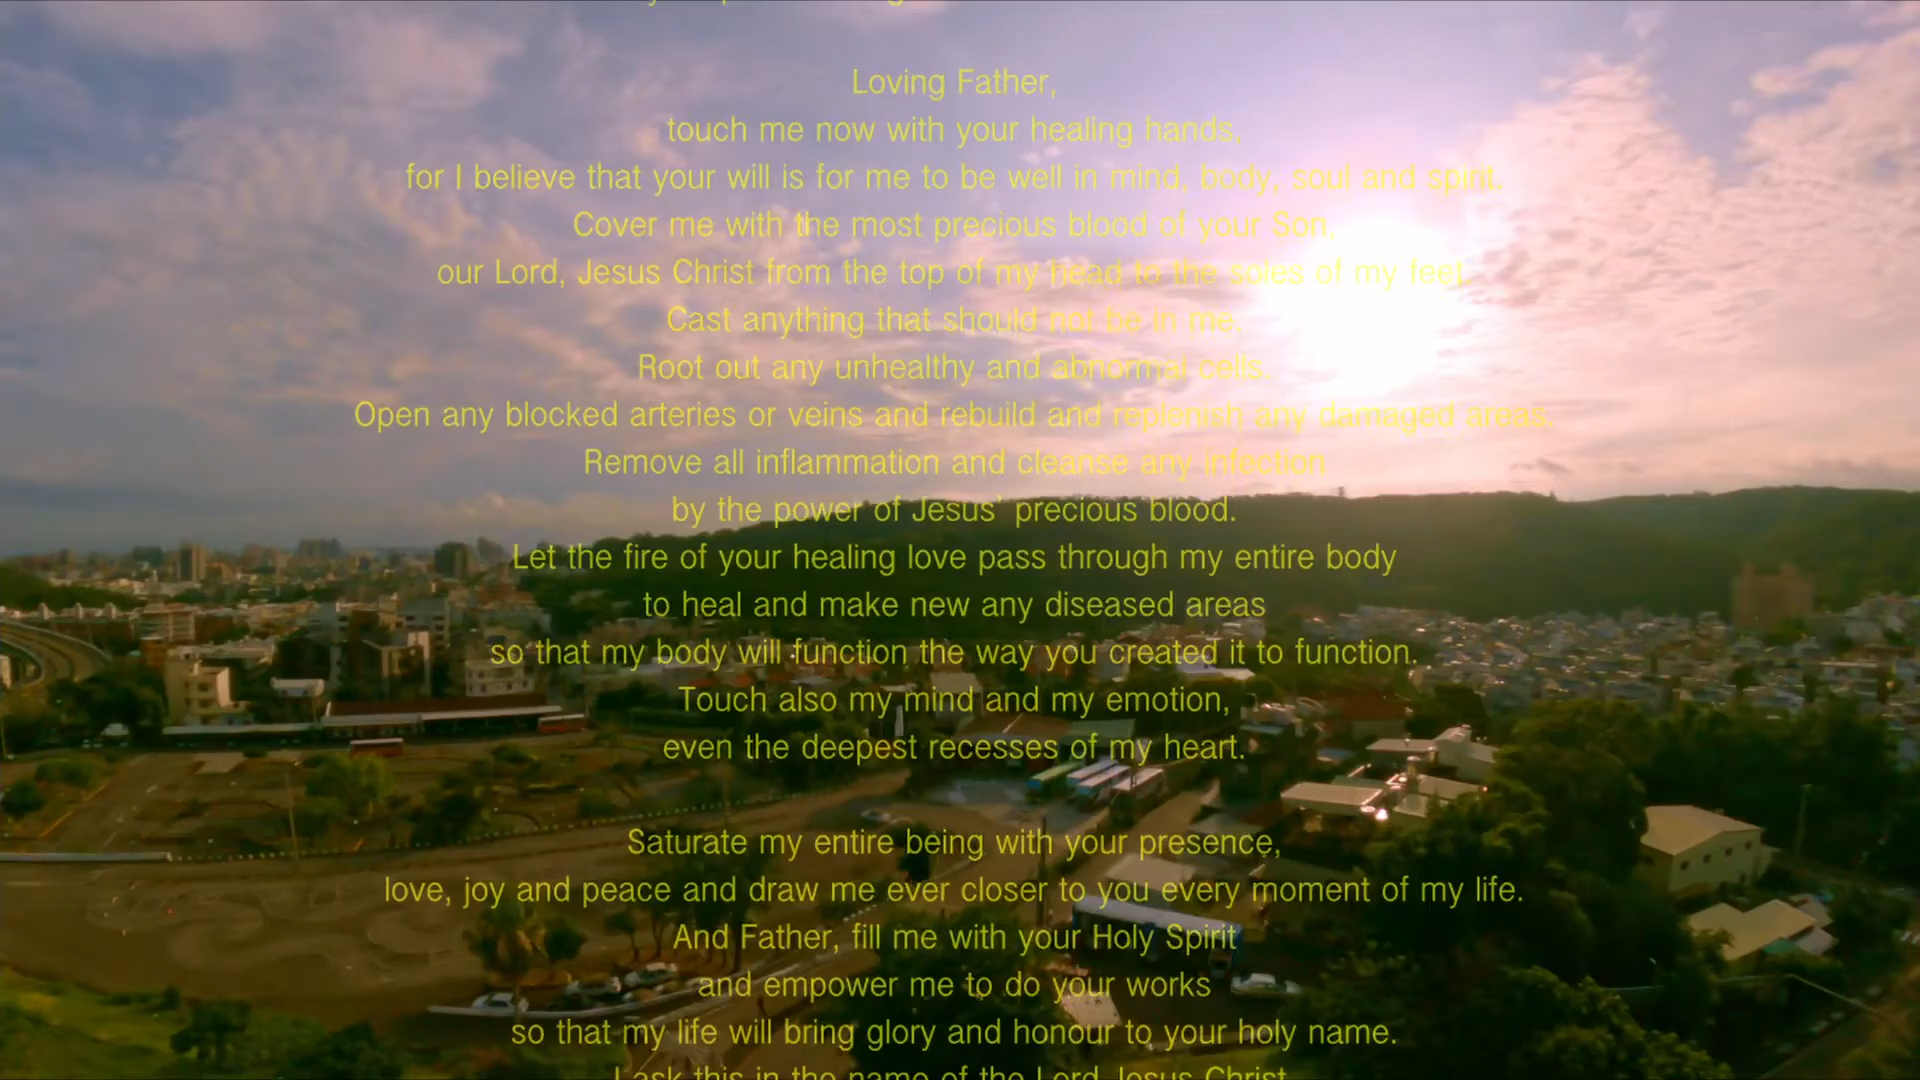 Loving Father,
touch me now with your healing hands,
for I believe that your will is for me to be well in mind, body, soul and spirit.
Cover me with the most precious blood of your Son,
our Lord, Jesus Christ from the top of my head to the soles of my feet.
Cast anything that should not be in me.
Root out any unhealthy and abnormal cells.
Open any blocked arteries or veins and rebuild and replenish any damaged areas.
Remove all inflammation and cleanse any infection
by the power of Jesus' precious blood.
Let the fire of your healing love pass through my entire body
to heal and make new any diseased areas
so that my body will function the way you created it to function.
Touch also my mind and my emotion,
even the deepest recesses of my heart.
Saturate my entire being with your presence,
love, joy and peace and draw me ever closer to you every moment of my life.
And Father, fill me with your Holy Spirit
and empower me to do your works
so that my life will bring glory and honour to your holy name.
I ask this in the name of the Lord Jesus Christ